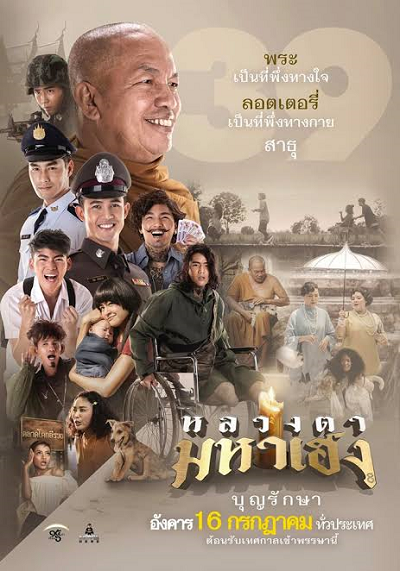 39
พระ
เป็นที่พึ่งทางใจ
ลอตเตอรี่
เป็นที่พึ่งทางกาย
สาธุ
หลวงตา
มหาเฮง
๘
บุญรักษา
อังคาร 16 กรกฎาคม ทั่วประเทศ
ต้อนรับเทศกาลเข้าพรรษานี้